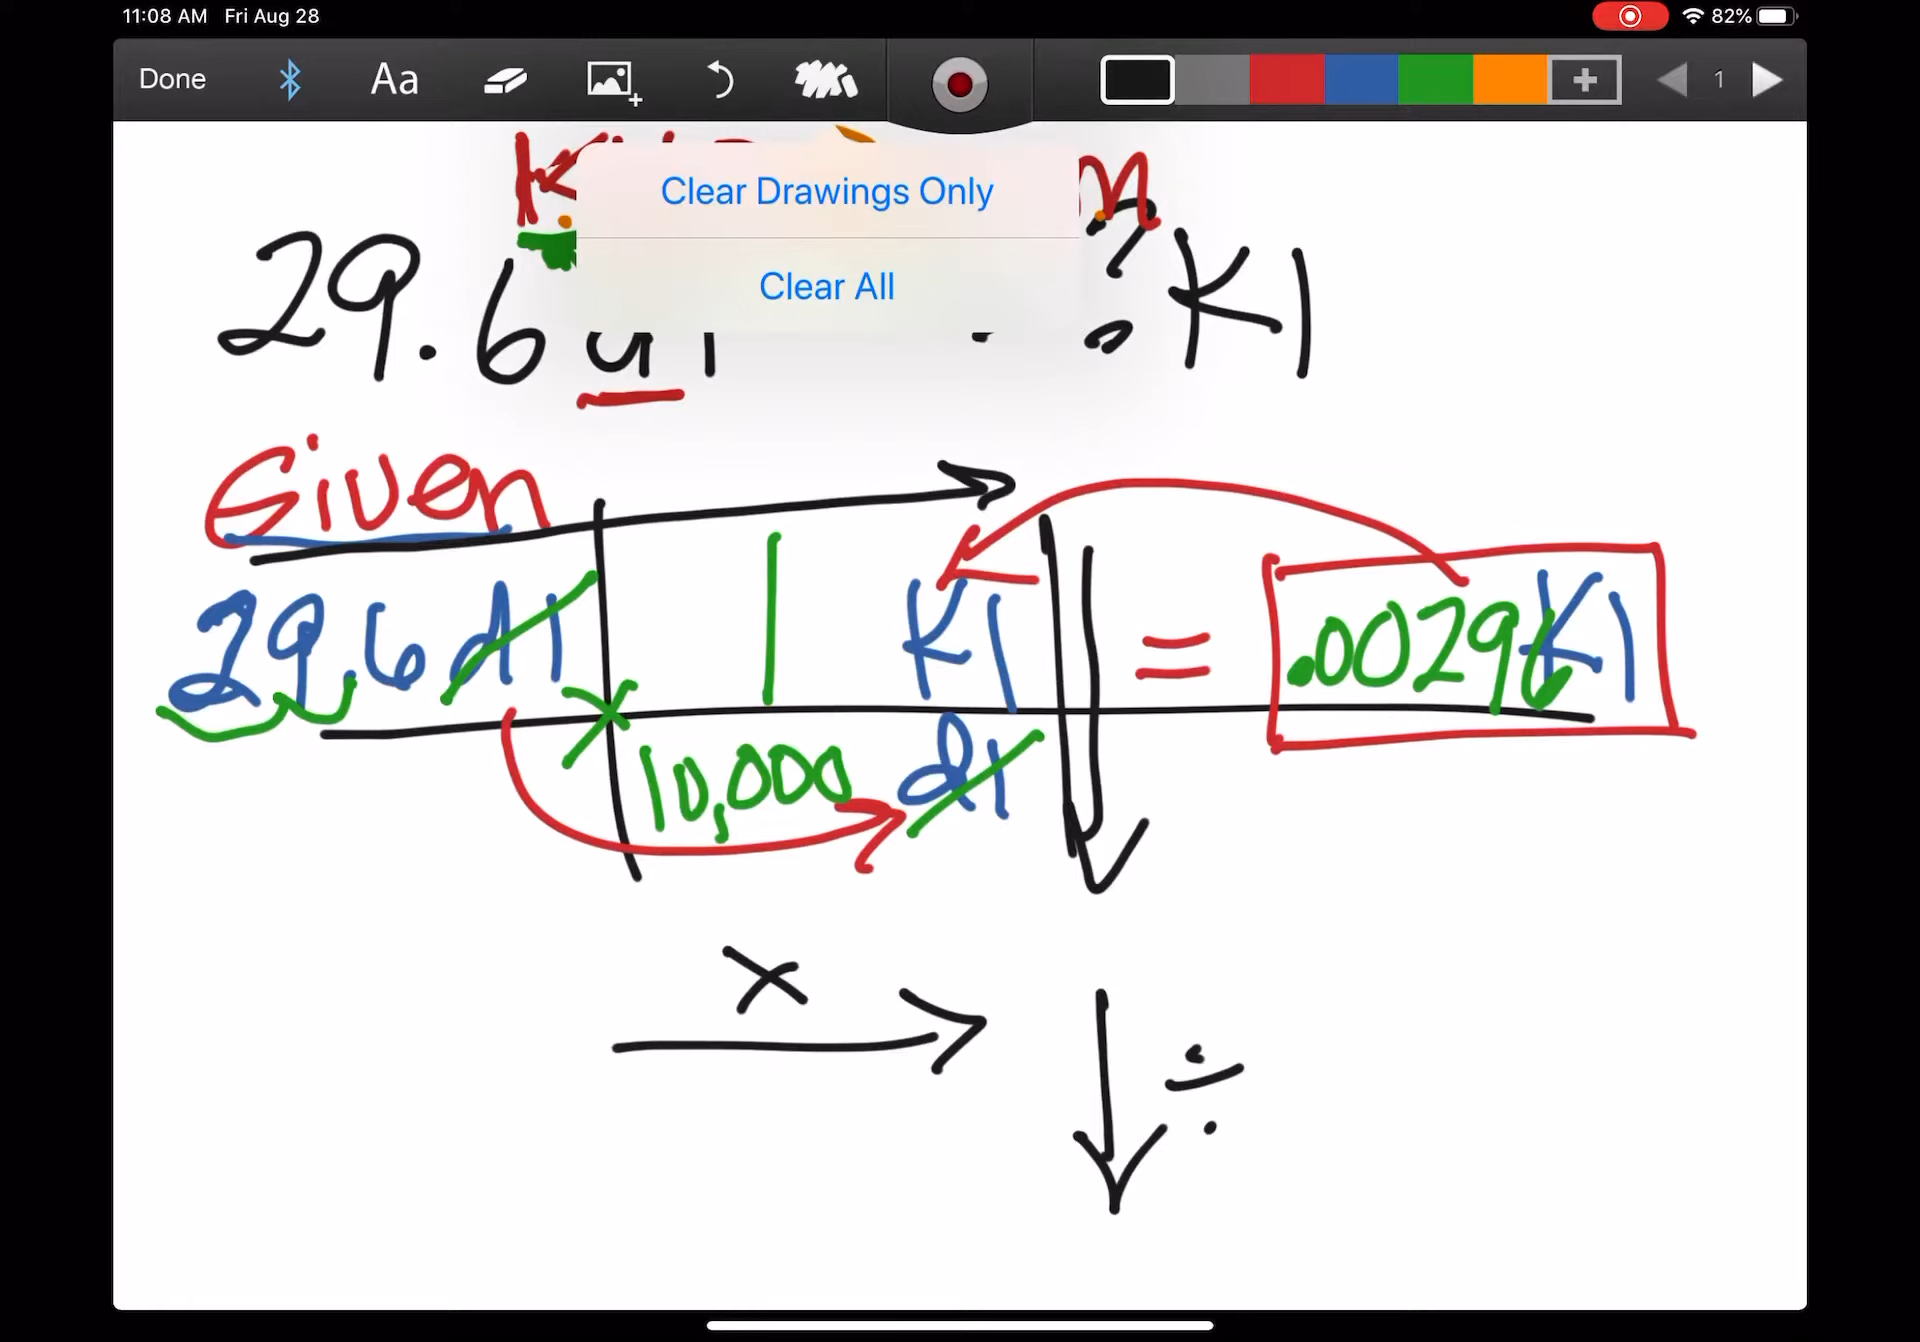 11:08 AM Fri Aug 28 82%
Done Aa 1
Clear Drawings Only
Clear All
29.6 dl ? Kl
Given
29.6 dl 1 Kl = .00296 Kl
x 10,000 dl
x
÷